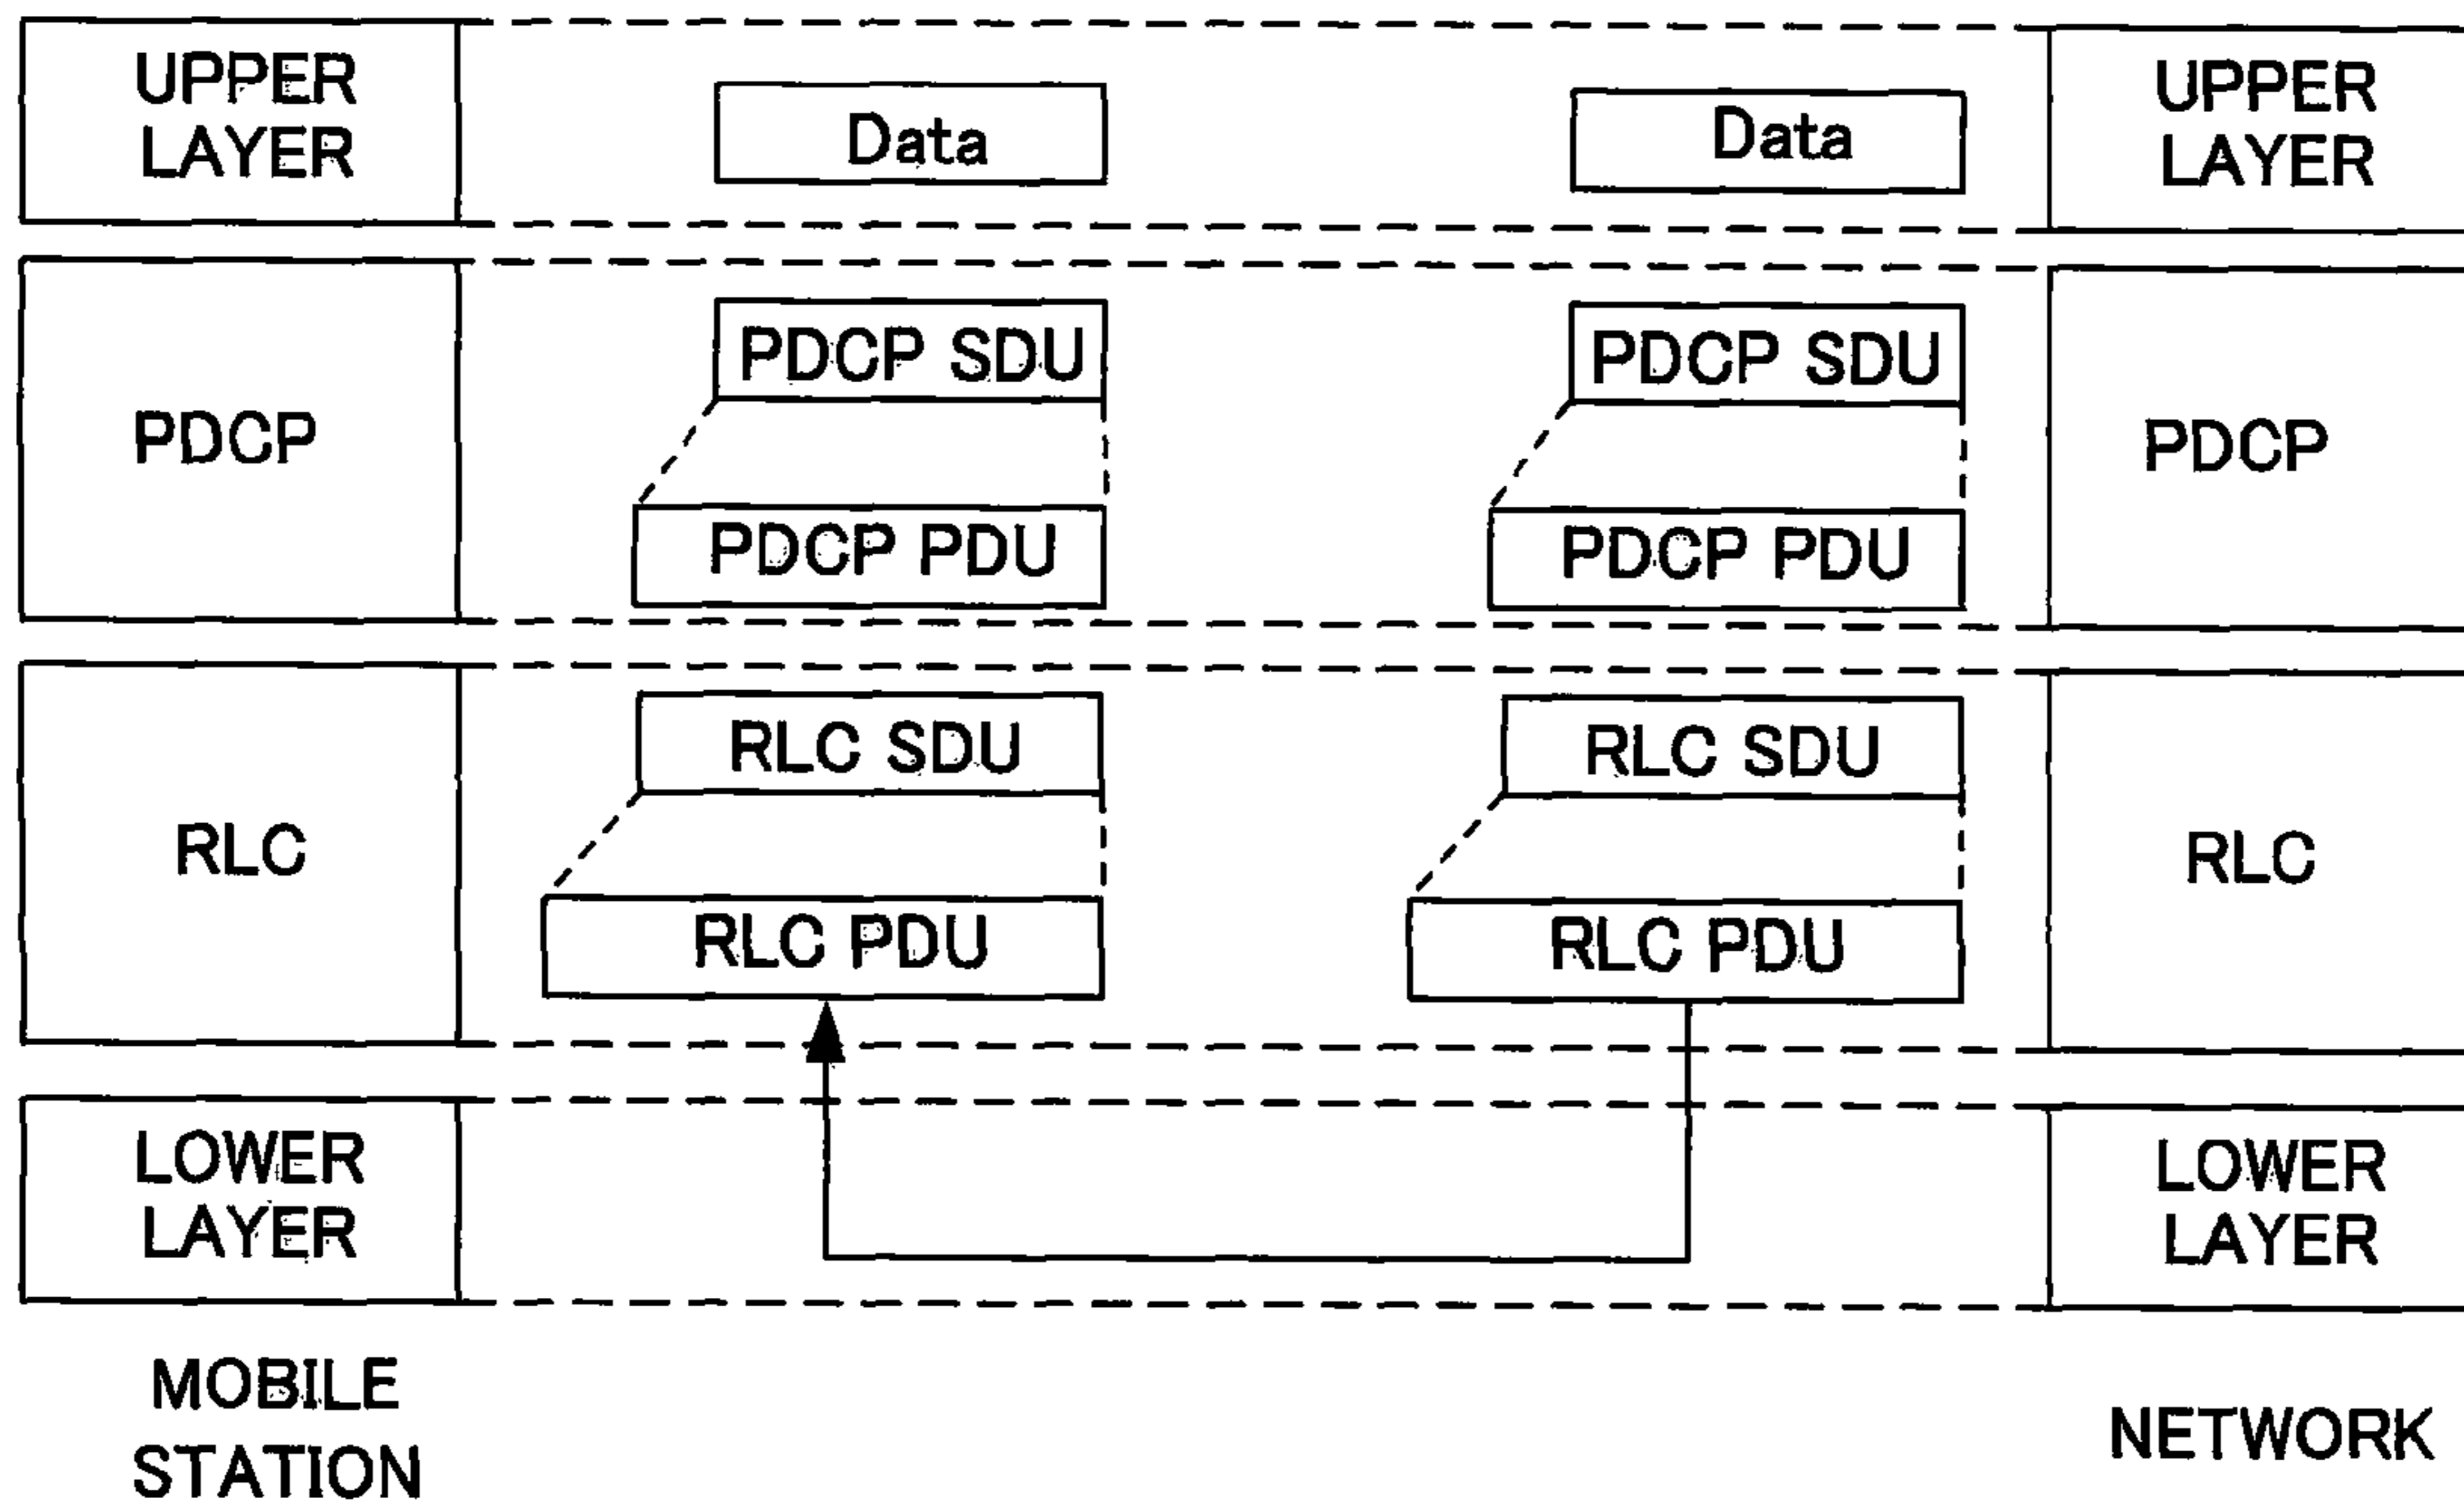 UPPER
LAYER
Data
Data
UPPER
LAYER
PDCP
PDCP SDU
PDCP PDU
PDCP SDU
PDCP PDU
PDCP
RLC
RLC SDU
RLC PDU
RLC SDU
RLC PDU
RLC
LOWER
LAYER
LOWER
LAYER
MOBILE
STATION
NETWORK